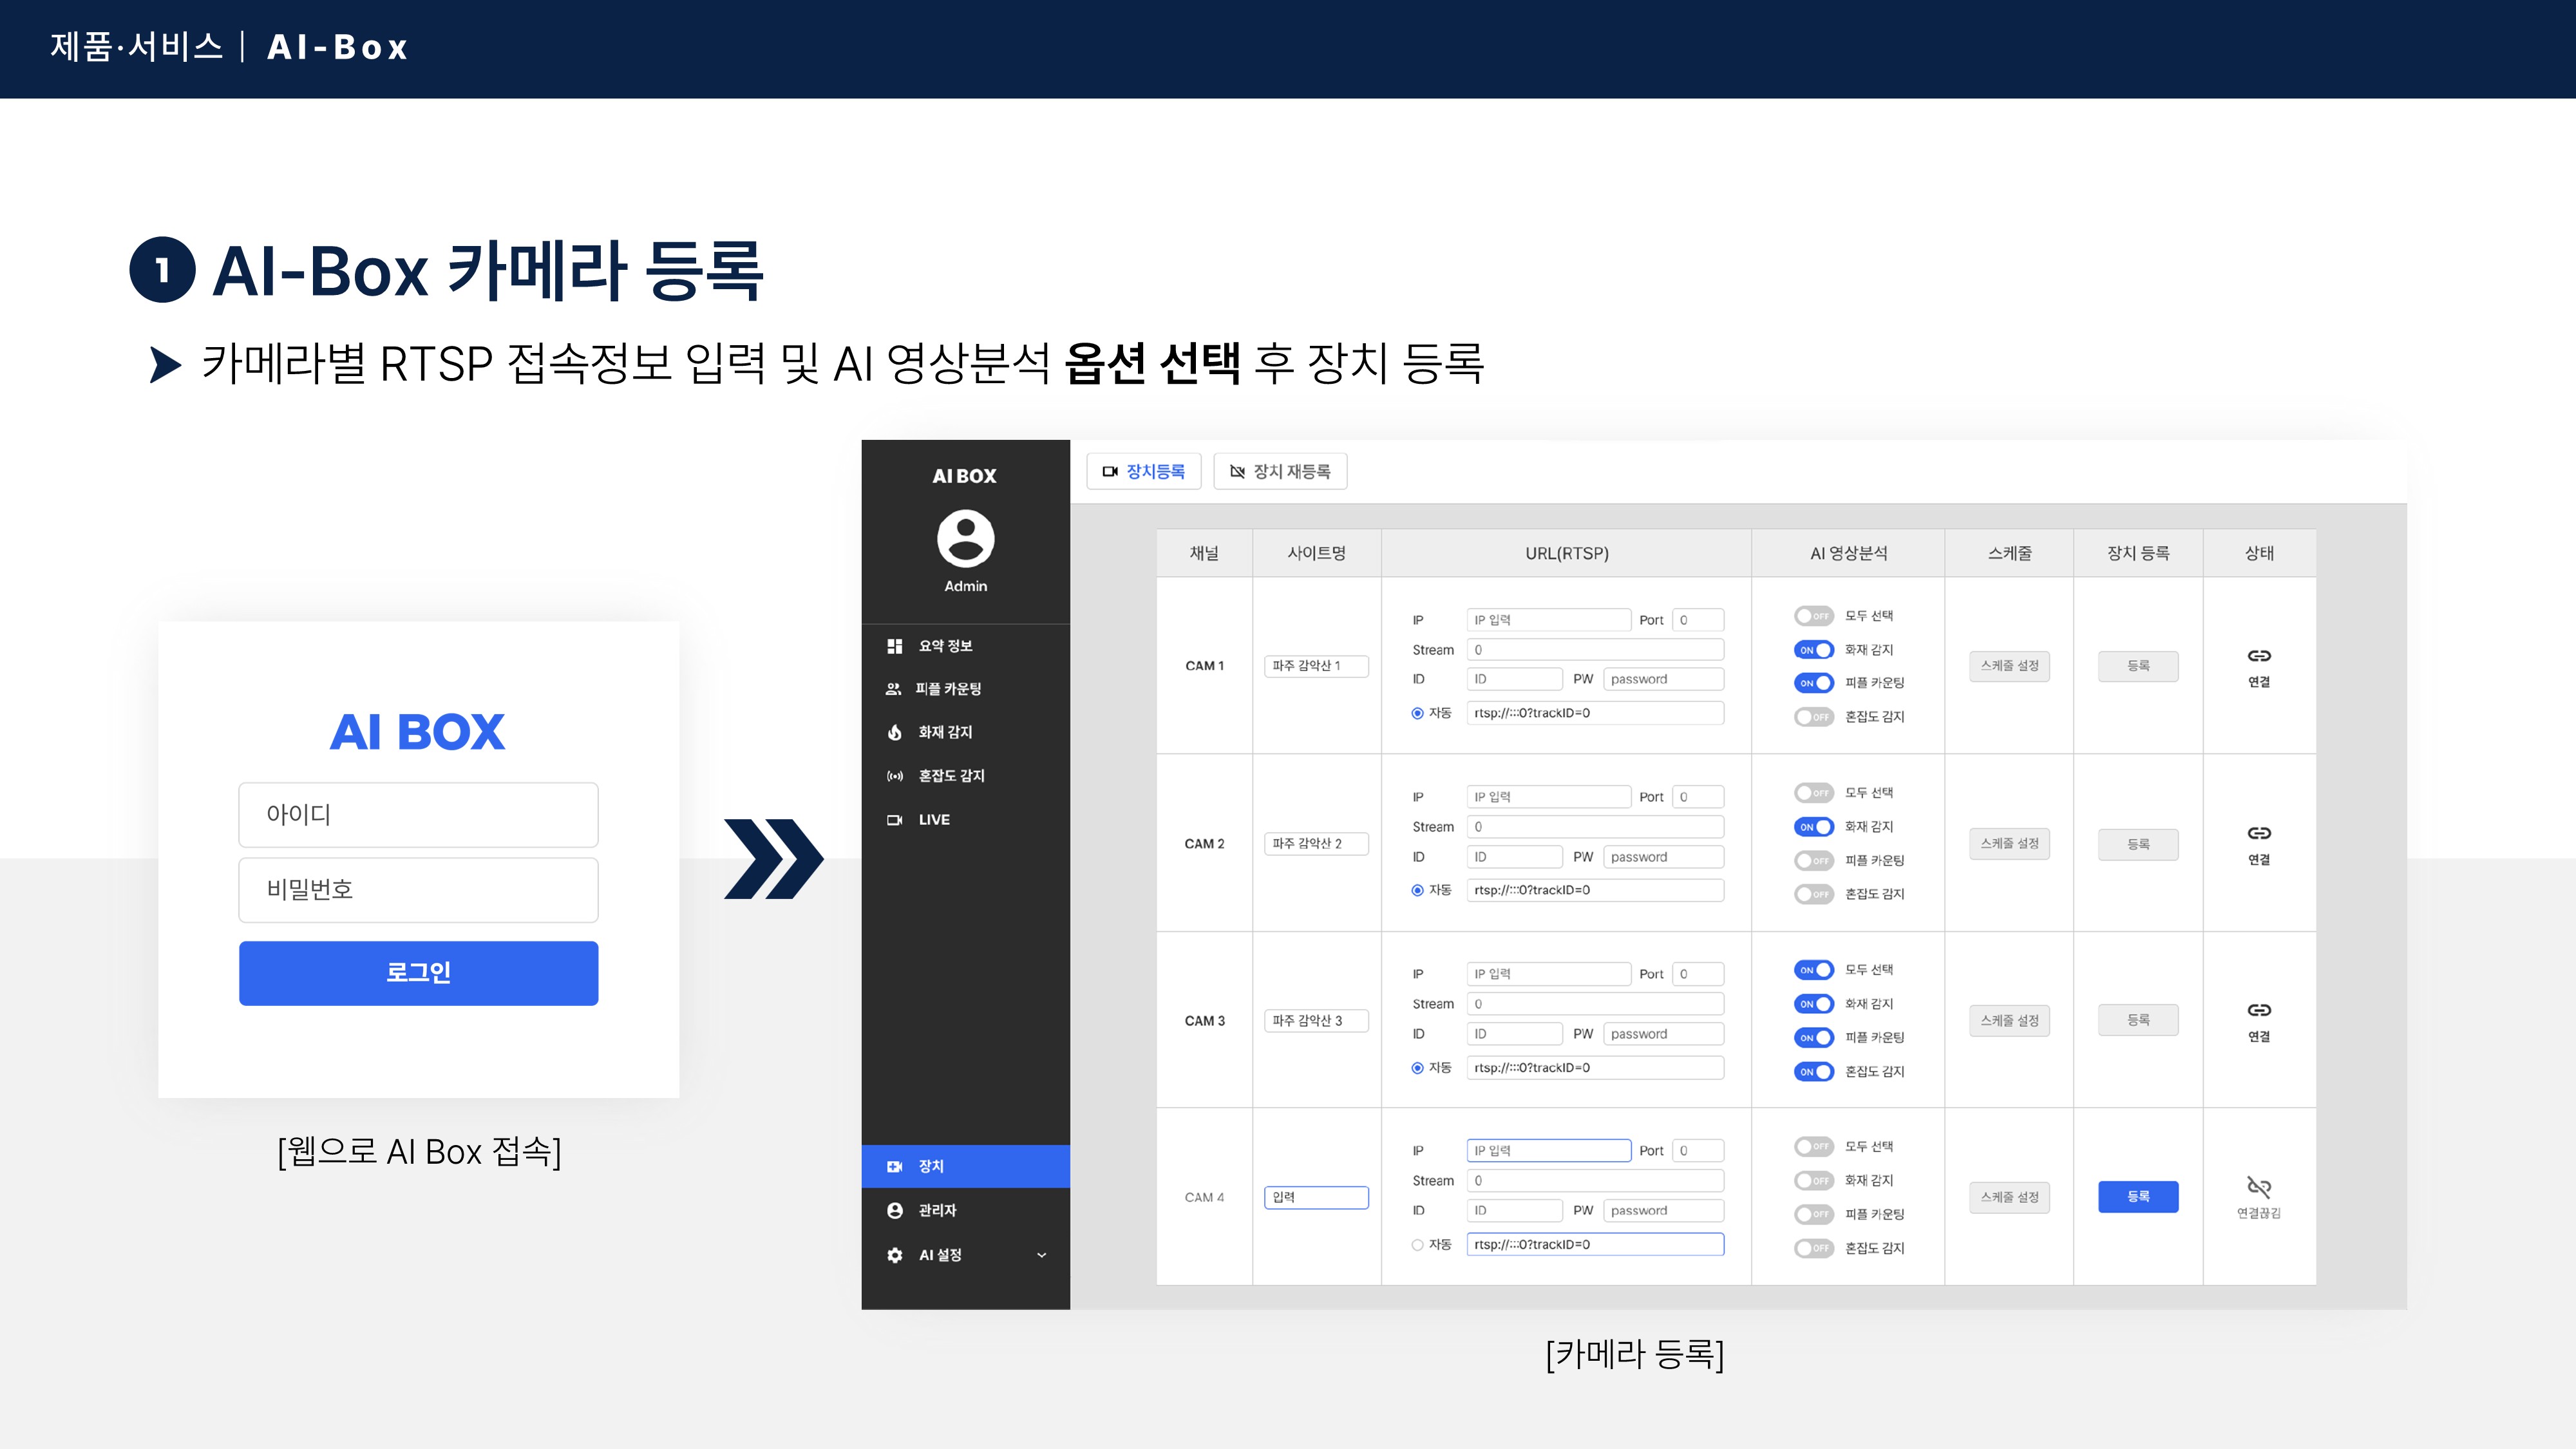 제품·서비스 | AI-Box
1 AI-Box 카메라 등록
➤ 카메라별 RTSP 접속정보 입력 및 AI 영상분석 옵션 선택 후 장치 등록
AI BOX
아이디
비밀번호
로그인
[웹으로 AI Box 접속]
AI BOX
Admin
요약 정보
피플 카운팅
화재 감지
혼잡도 감지
LIVE
장치
관리자
AI 설정
장치등록 장치 재등록
채널 사이트명 URL(RTSP) AI 영상분석 스케줄 장치 등록 상태
CAM 1
파주 감악산 1
IP IP 입력 Port 0
Stream 0
ID ID PW password
자동 rtsp://:::0?trackID=0
OFF 모두 선택
ON 화재 감지
ON 피플 카운팅
OFF 혼잡도 감지
스케줄 설정
등록
연결
CAM 2
파주 감악산 2
IP IP 입력 Port 0
Stream 0
ID ID PW password
자동 rtsp://:::0?trackID=0
OFF 모두 선택
ON 화재 감지
OFF 피플 카운팅
OFF 혼잡도 감지
스케줄 설정
등록
연결
CAM 3
파주 감악산 3
IP IP 입력 Port 0
Stream 0
ID ID PW password
자동 rtsp://:::0?trackID=0
ON 모두 선택
ON 화재 감지
ON 피플 카운팅
ON 혼잡도 감지
스케줄 설정
등록
연결
CAM 4
입력
IP IP 입력 Port 0
Stream 0
ID ID PW password
자동 rtsp://:::0?trackID=0
OFF 모두 선택
OFF 화재 감지
OFF 피플 카운팅
OFF 혼잡도 감지
스케줄 설정
등록
연결끊김
[카메라 등록]